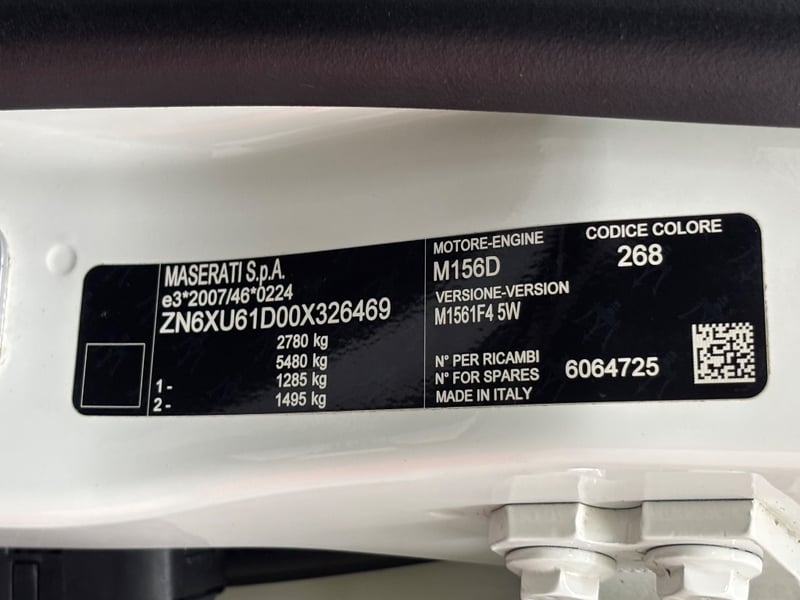 MASERATI S.p.A.
e3*2007/46*0224
ZN6XU61D00X326469
2780 kg
5480 kg
1- 1285 kg
2- 1495 kg
MOTORE-ENGINE
M156D
VERSIONE-VERSION
M1561F4 5W
CODICE COLORE
268
N° PER RICAMBI
N° FOR SPARES 6064725
MADE IN ITALY